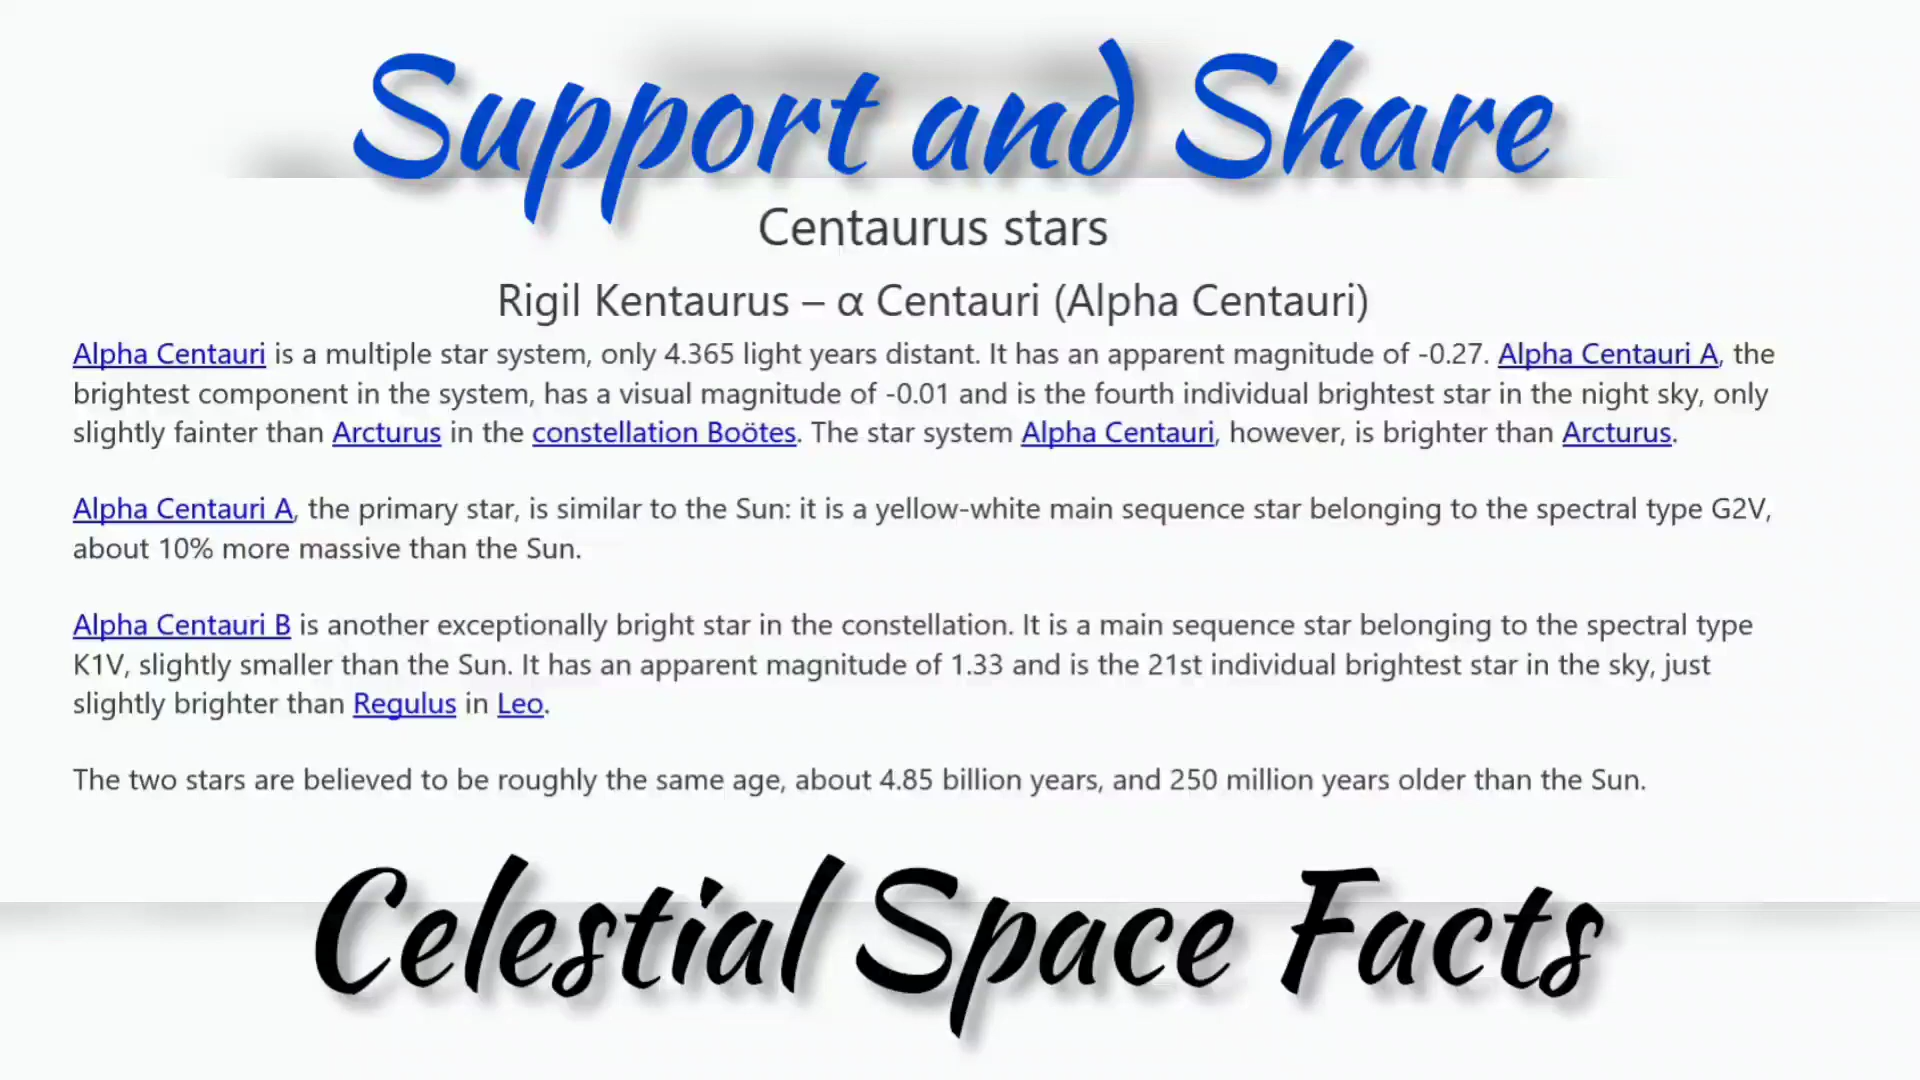 Support and Share
Centaurus stars
Rigil Kentaurus – α Centauri (Alpha Centauri)
Alpha Centauri is a multiple star system, only 4.365 light years distant. It has an apparent magnitude of -0.27. Alpha Centauri A, the
brightest component in the system, has a visual magnitude of -0.01 and is the fourth individual brightest star in the night sky, only
slightly fainter than Arcturus in the constellation Boötes. The star system Alpha Centauri, however, is brighter than Arcturus.
Alpha Centauri A, the primary star, is similar to the Sun: it is a yellow-white main sequence star belonging to the spectral type G2V,
about 10% more massive than the Sun.
Alpha Centauri B is another exceptionally bright star in the constellation. It is a main sequence star belonging to the spectral type
K1V, slightly smaller than the Sun. It has an apparent magnitude of 1.33 and is the 21st individual brightest star in the sky, just
slightly brighter than Regulus in Leo.
The two stars are believed to be roughly the same age, about 4.85 billion years, and 250 million years older than the Sun.
Celestial Space Facts